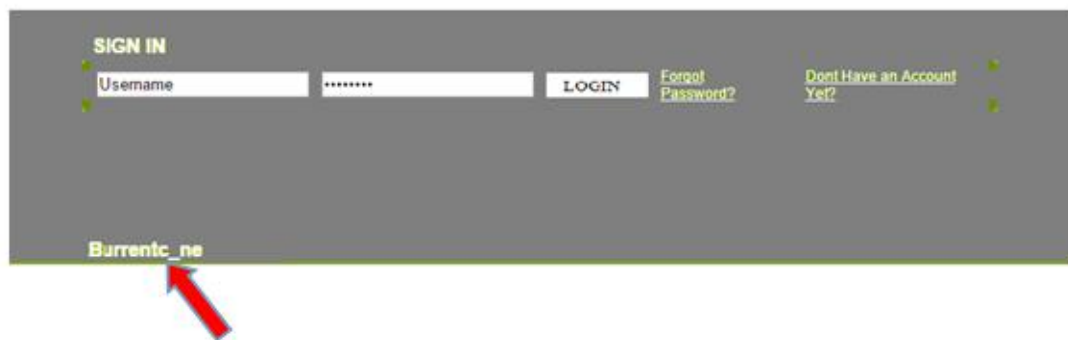 SIGN IN
Username
••••••••
LOGIN
Forgot
Password?
Dont Have an Account
Yet?
Burrentc_ne